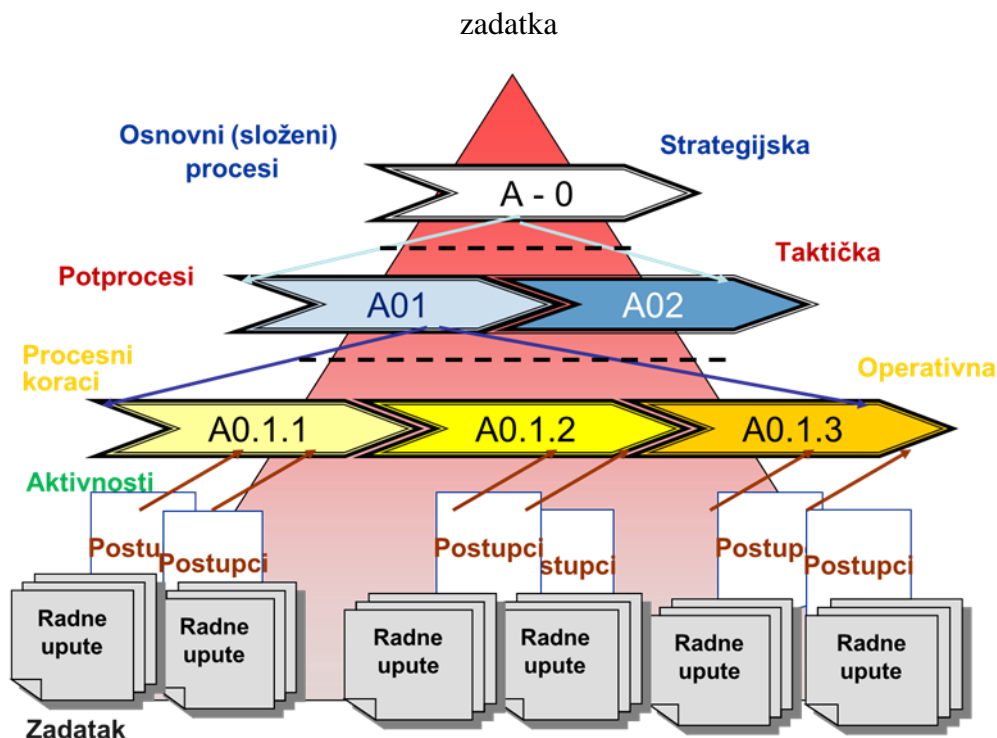 zadatka
Osnovni (složeni)
procesi
Strategijska
A - 0
Potprocesi
Taktička
A01
A02
Procesni
koraci
Operativna
A0.1.1
A0.1.2
A0.1.3
Aktivnosti
Postu
Postupci
Postupci
stupci
Postup
Postupci
Radne
upute
Radne
upute
Radne
upute
Radne
upute
Radne
upute
Radne
upute
Zadatak